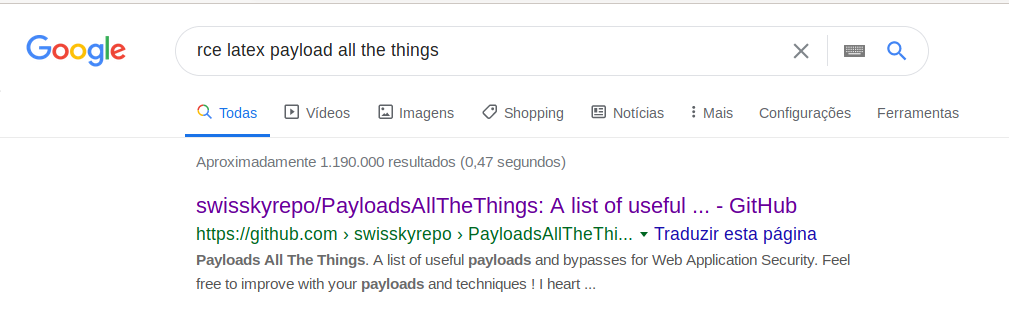 Google
rce latex payload all the things
Todas Vídeos Imagens Shopping Notícias Mais Configurações Ferramentas
Aproximadamente 1.190.000 resultados (0,47 segundos)
swisskyrepo/PayloadsAllTheThings: A list of useful ... - GitHub
https://github.com › swisskyrepo › PayloadsAllTheThi... Traduzir esta página
Payloads All The Things. A list of useful payloads and bypasses for Web Application Security. Feel
free to improve with your payloads and techniques ! I heart ...